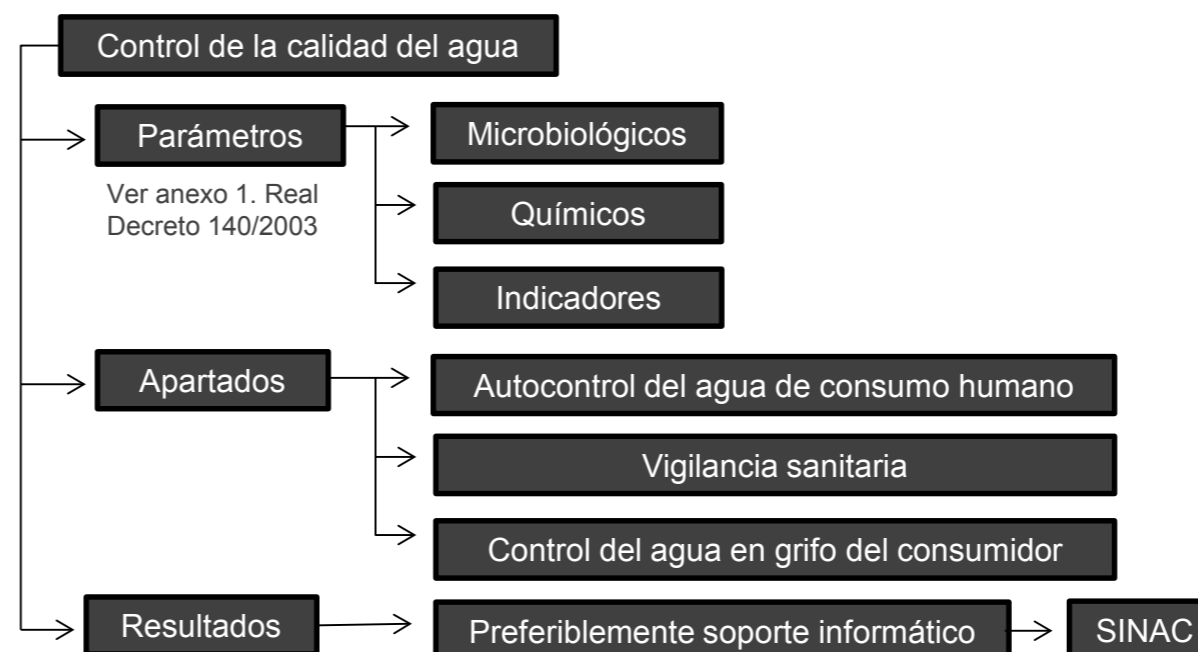 Control de la calidad del agua
Parámetros
Ver anexo 1. Real
Decreto 140/2003
Microbiológicos
Químicos
Indicadores
Apartados
Autocontrol del agua de consumo humano
Vigilancia sanitaria
Control del agua en grifo del consumidor
Resultados
Preferiblemente soporte informático
SINAC